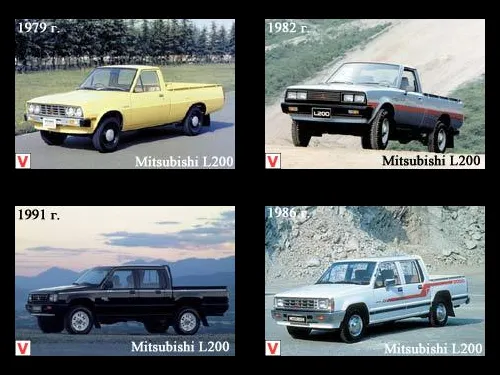 1979 г.
Mitsubishi L200
V
1982 г.
L200
Mitsubishi L200
V
1991 г.
Mitsubishi L200
V
1986 г.
Mitsubishi L200
V